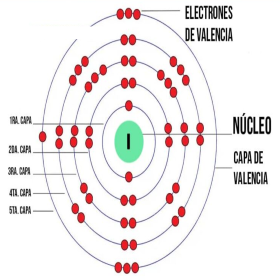 ELECTRONES
DE VALENCIA
1RA. CAPA
I
NÚCLEO
2DA. CAPA
CAPA DE
VALENCIA
3RA. CAPA
4TA. CAPA
5TA. CAPA